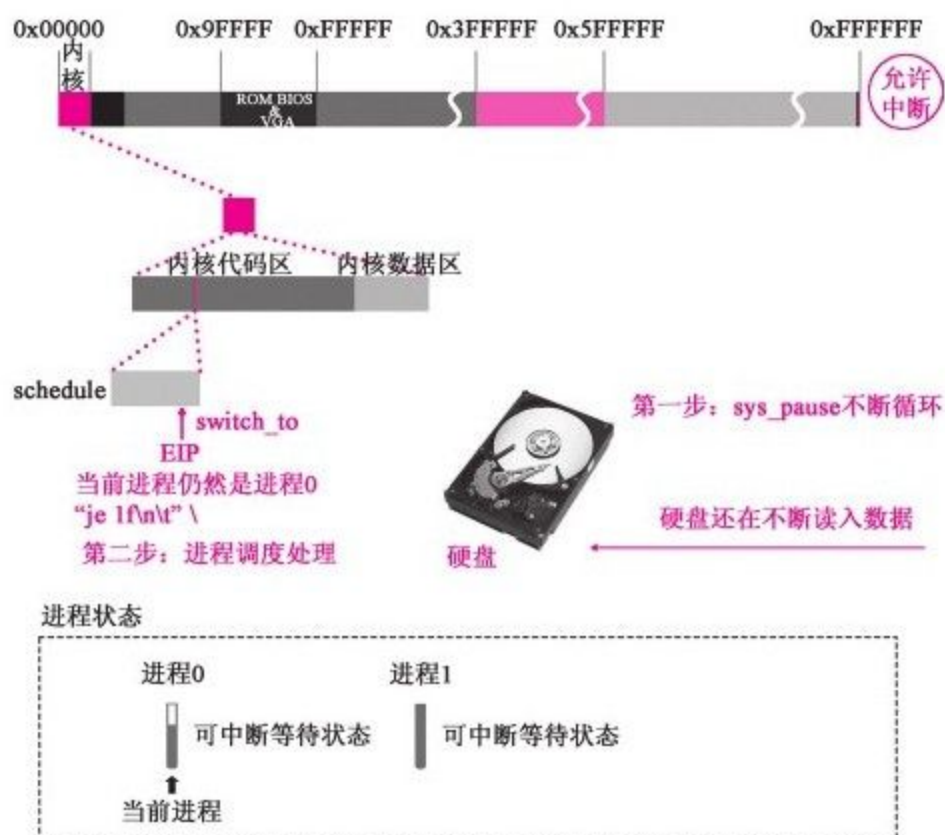 0x00000 0x9FFFF 0xFFFFF 0x3FFFFF 0x5FFFFF 0xFFFFFF
内
核
ROM BIOS
&
VGA
允许
中断
内核代码区 内核数据区
schedule
switch_to
EIP
当前进程仍然是进程0
“je 1f\n\t” \
第二步：进程调度处理
第一步：sys_pause不断循环
硬盘还在不断读入数据
硬盘
进程状态
进程0 进程1
可中断等待状态 可中断等待状态
当前进程